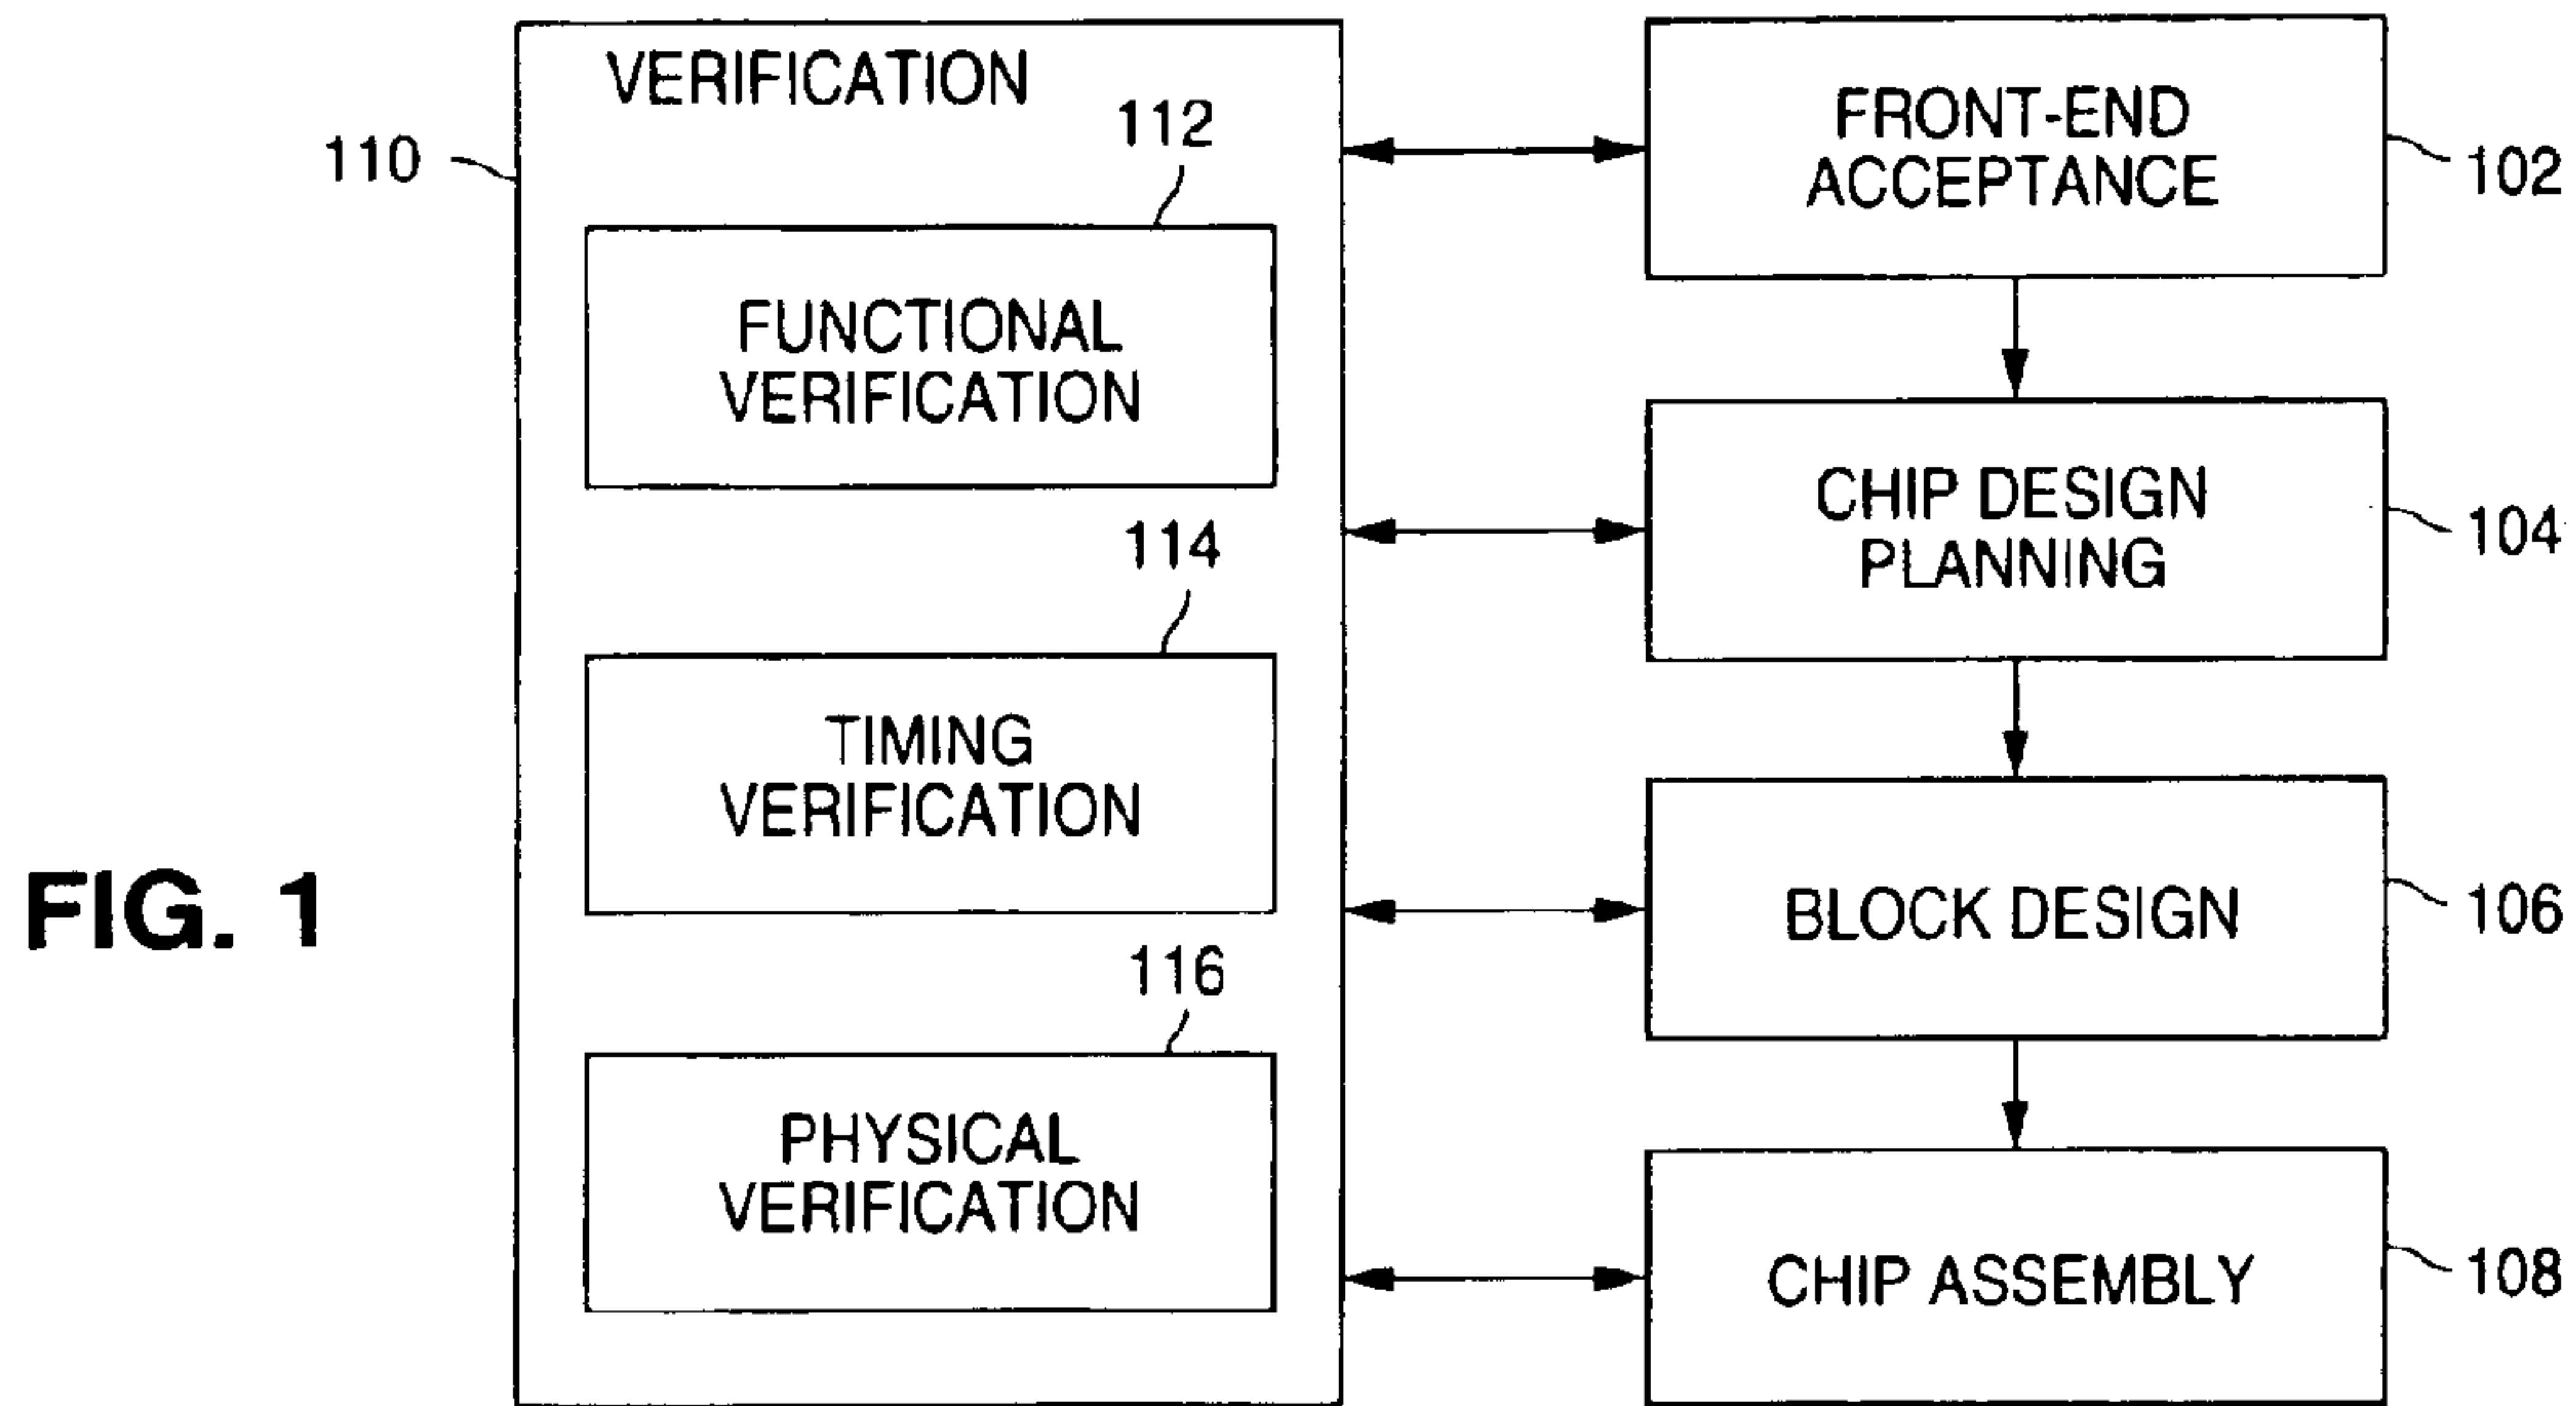 VERIFICATION
110
112
FUNCTIONAL
VERIFICATION
114
TIMING
VERIFICATION
116
PHYSICAL
VERIFICATION
FRONT-END
ACCEPTANCE
102
CHIP DESIGN
PLANNING
104
BLOCK DESIGN
106
CHIP ASSEMBLY
108
FIG. 1